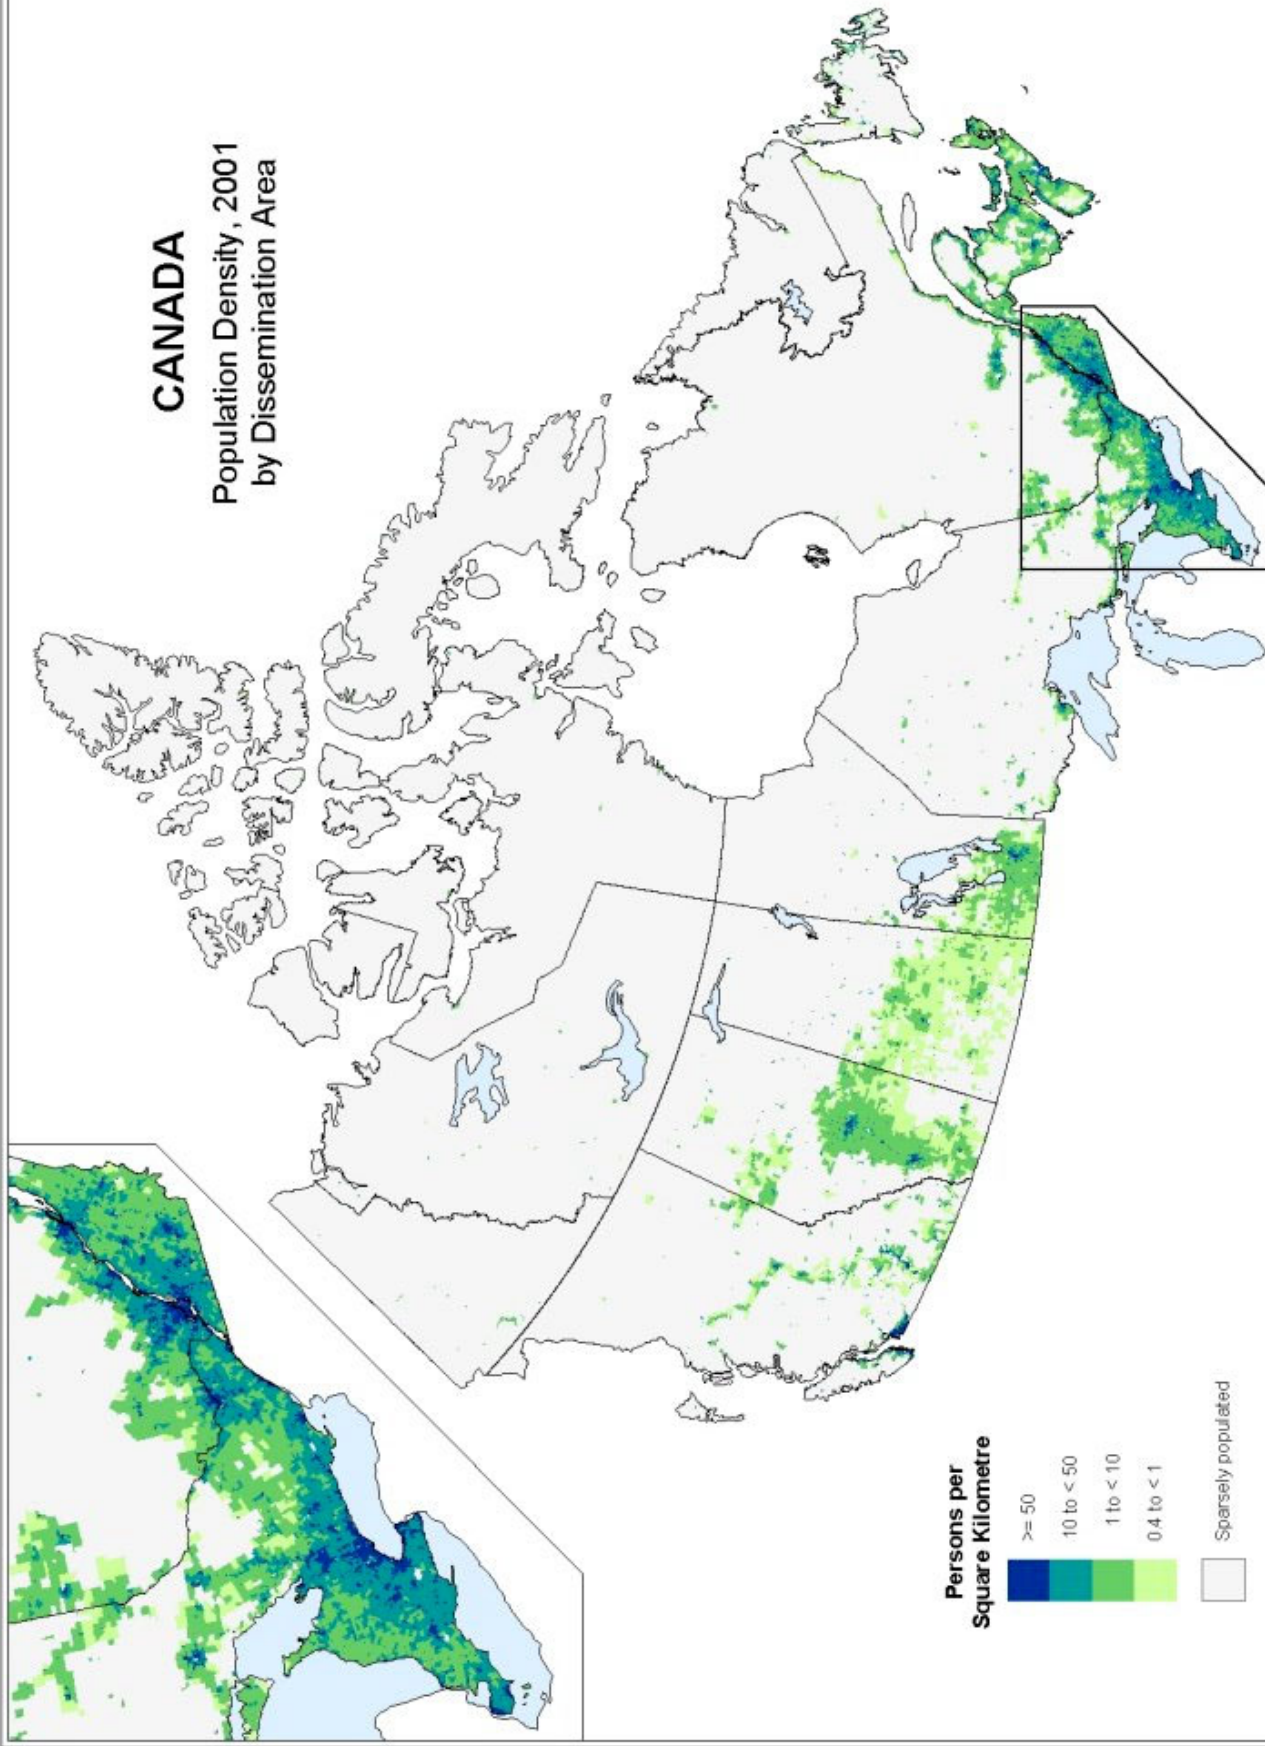 CANADA
Population Density, 2001
by Dissemination Area
Persons per
Square Kilometre
>= 50
10 to < 50
1 to < 10
0.4 to < 1
Sparsely populated